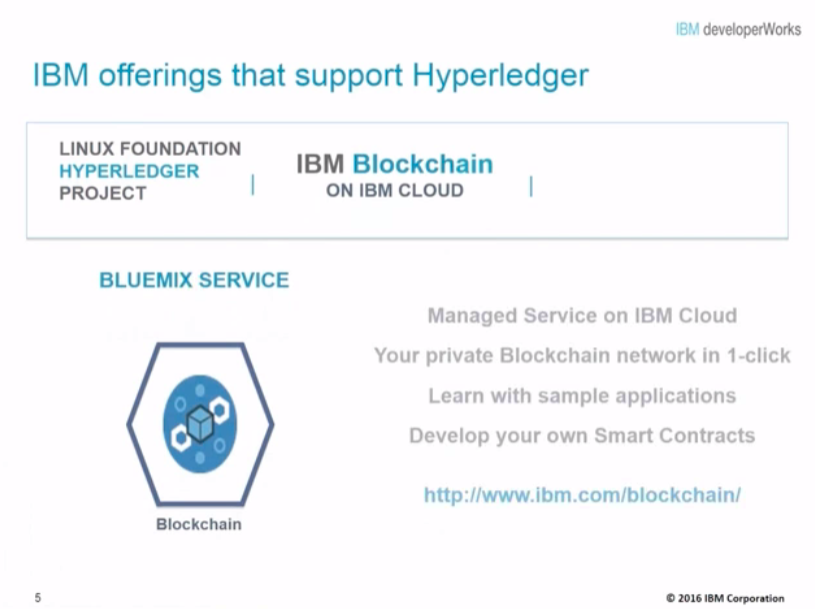 IBM developerWorks
IBM offerings that support Hyperledger
LINUX FOUNDATION
HYPERLEDGER
PROJECT
IBM Blockchain
ON IBM CLOUD
BLUEMIX SERVICE
Blockchain
Managed Service on IBM Cloud
Your private Blockchain network in 1-click
Learn with sample applications
Develop your own Smart Contracts
http://www.ibm.com/blockchain/
5
© 2016 IBM Corporation